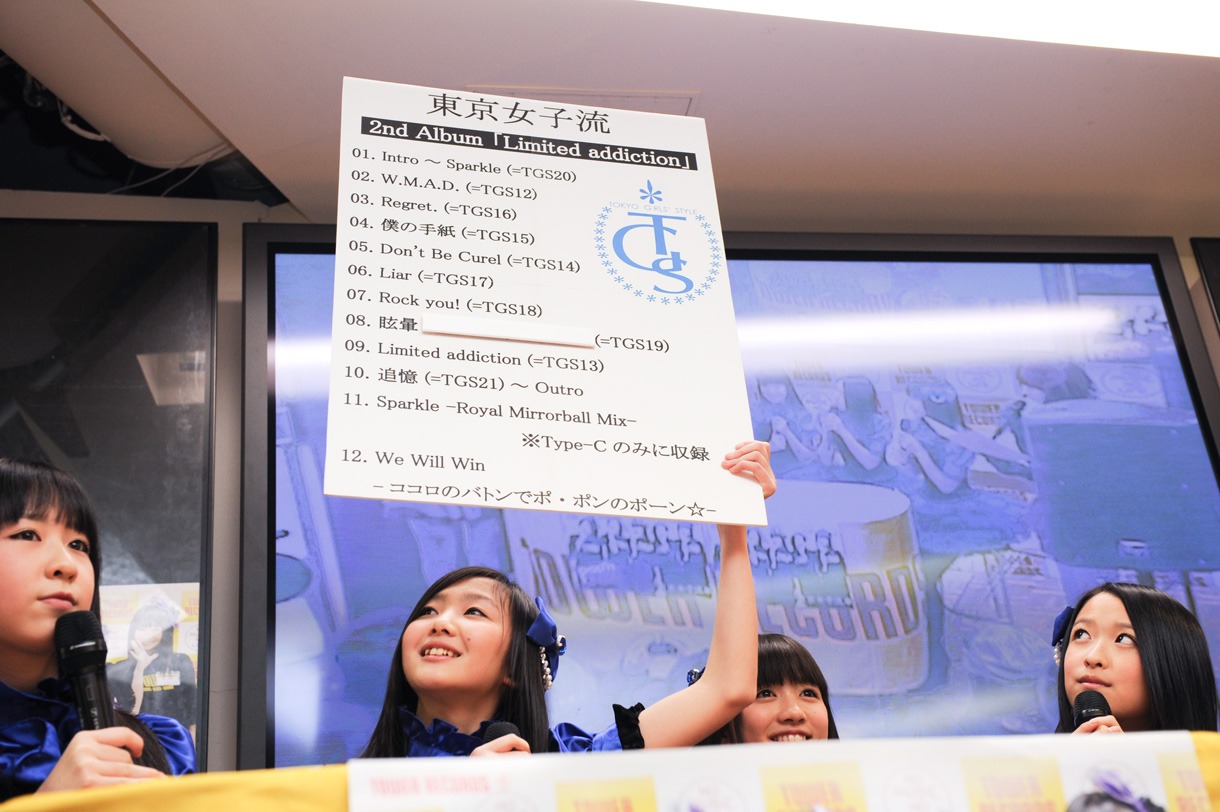 東京女子流
2nd Album「Limited addiction」
01. Intro ～ Sparkle (=TGS20)
02. W.M.A.D. (=TGS12)
03. Regret. (=TGS16)
04. 僕の手紙 (=TGS15)
05. Don't Be Curel (=TGS14)
06. Liar (=TGS17)
07. Rock you! (=TGS18)
08. 眩暈 (=TGS19)
09. Limited addiction (=TGS13)
10. 追憶 (=TGS21) ～ Outro
11. Sparkle -Royal Mirrorball Mix-
※Type-C のみに収録
12. We Will Win
- ココロのバトンでポ・ポンのポーン☆-
TOKYO GIRLS' STYLE
TGS
TOWER RECORD
TOWER RECORDS